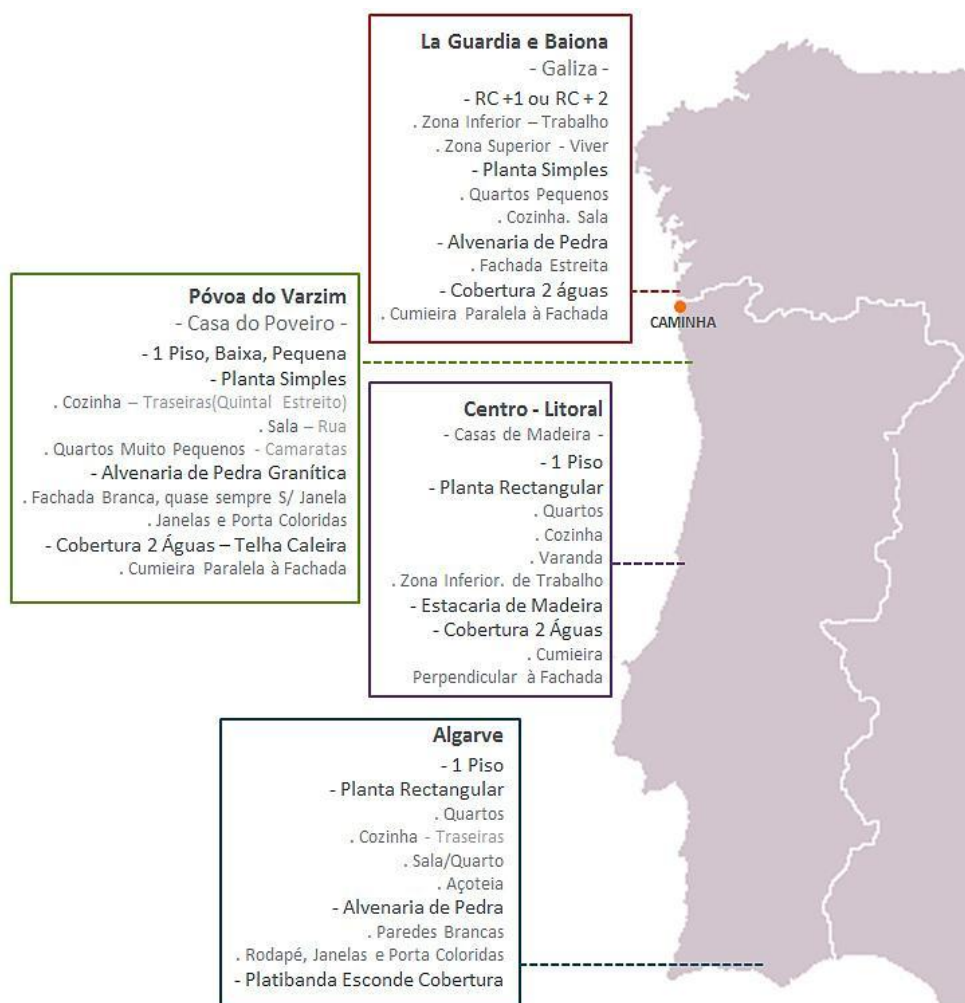 La Guardia e Baiona
- Galiza -
- RC +1 ou RC + 2
. Zona Inferior – Trabalho
. Zona Superior - Viver
- Planta Simples
. Quartos Pequenos
. Cozinha. Sala
- Alvenaria de Pedra
. Fachada Estreita
- Cobertura 2 águas
. Cumieira Paralela à Fachada
CAMINHA
Póvoa do Varzim
- Casa do Poveiro -
- 1 Piso, Baixa, Pequena
- Planta Simples
. Cozinha – Traseiras(Quintal Estreito)
. Sala – Rua
. Quartos Muito Pequenos - Camaratas
- Alvenaria de Pedra Granítica
. Fachada Branca, quase sempre S/ Janela
. Janelas e Porta Coloridas
- Cobertura 2 Águas – Telha Caleira
. Cumieira Paralela à Fachada
Centro - Litoral
- Casas de Madeira -
- 1 Piso
- Planta Rectangular
. Quartos
. Cozinha
. Varanda
. Zona Inferior. de Trabalho
- Estacaria de Madeira
- Cobertura 2 Águas
. Cumieira
Perpendicular à Fachada
Algarve
- 1 Piso
- Planta Rectangular
. Quartos
. Cozinha - Traseiras
. Sala/Quarto
. Açoteia
- Alvenaria de Pedra
. Paredes Brancas
. Rodapé, Janelas e Porta Coloridas
- Platibanda Esconde Cobertura